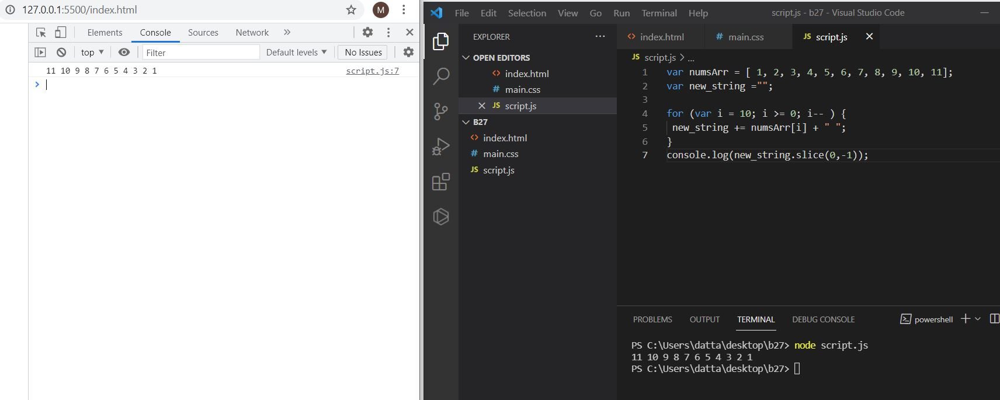 127.0.0.1:5500/index.html
M
Elements Console Sources Network »
top Filter Default levels No Issues
11 10 9 8 7 6 5 4 3 2 1 script.js:7
>
File Edit Selection View Go Run Terminal Help script.js - b27 - Visual Studio Code
EXPLORER ...
OPEN EDITORS
<> index.html
# main.css
JS script.js
B27
<> index.html
# main.css
JS script.js
<> index.html # main.css JS script.js
JS script.js > ...
1 var numsArr = [ 1, 2, 3, 4, 5, 6, 7, 8, 9, 10, 11];
2 var new_string ="";
3
4 for (var i = 10; i >= 0; i-- ) {
5 new_string += numsArr[i] + " ";
6 }
7 console.log(new_string.slice(0,-1));
PROBLEMS OUTPUT TERMINAL DEBUG CONSOLE powershell
PS C:\Users\datta\desktop\b27> node script.js
11 10 9 8 7 6 5 4 3 2 1
PS C:\Users\datta\desktop\b27>